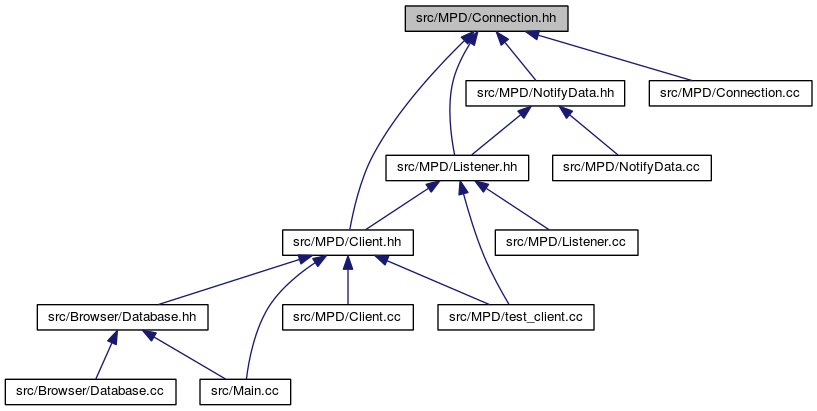 src/MPD/Connection.hh
src/MPD/NotifyData.hh
src/MPD/Connection.cc
src/MPD/Listener.hh
src/MPD/NotifyData.cc
src/MPD/Client.hh
src/MPD/Listener.cc
src/Browser/Database.hh
src/MPD/Client.cc
src/MPD/test_client.cc
src/Browser/Database.cc
src/Main.cc